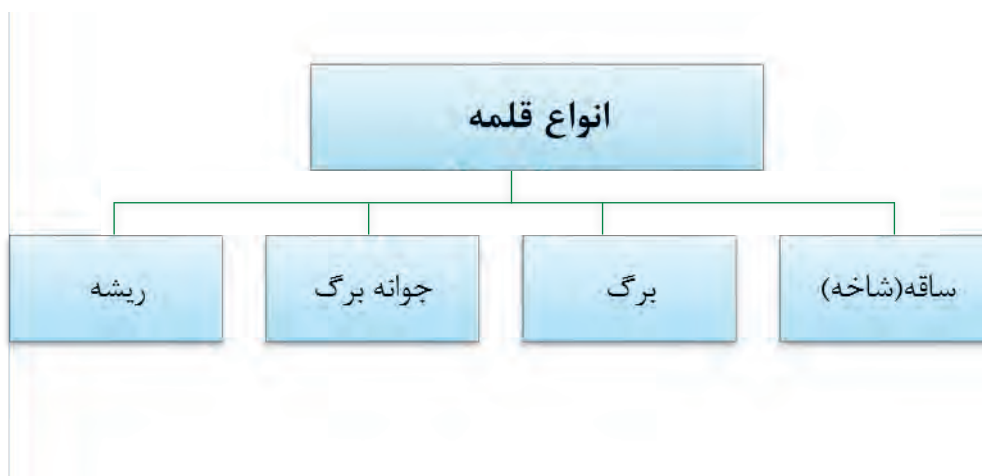 انواع قلمه
ساقه(شاخه)
برگ
جوانه برگ
ریشه